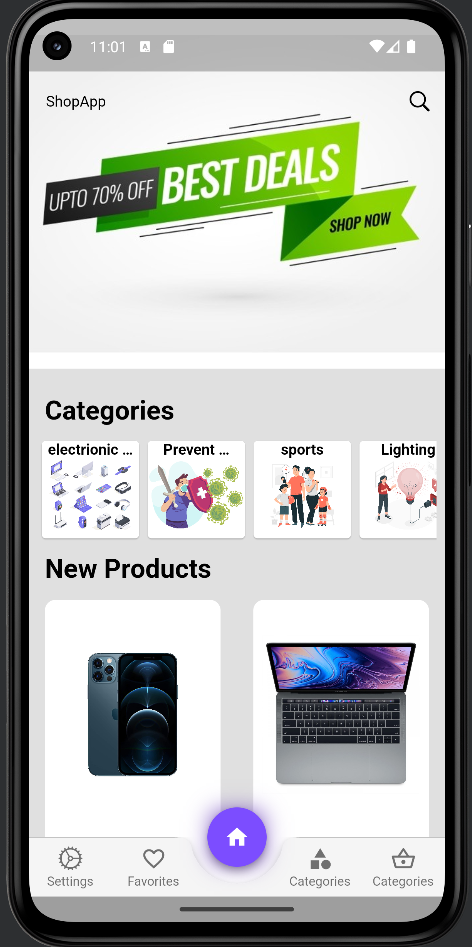 11:01
ShopApp
UPTO 70% OFF
BEST DEALS
SHOP NOW
Categories
electrionic ...
Prevent ...
sports
Lighting
New Products
Settings
Favorites
Categories
Categories